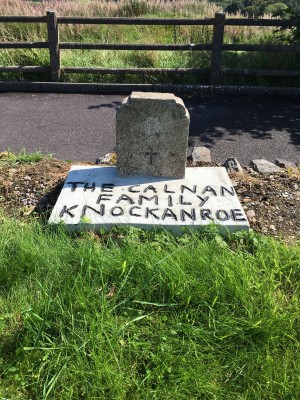 THE CALNAN
FAMILY
KNOCKANROE